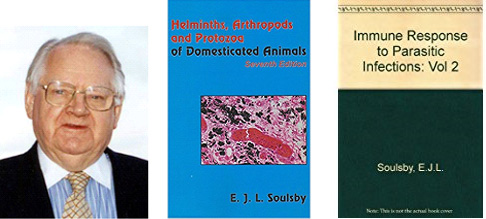 Helminths, Arthropods
and Protozoa
of Domesticated Animals
Seventh Edition
E. J. L. Soulsby
Immune Response
to Parasitic
Infections: Vol 2
Soulsby, E.J.L.
Note: This is not the actual book cover